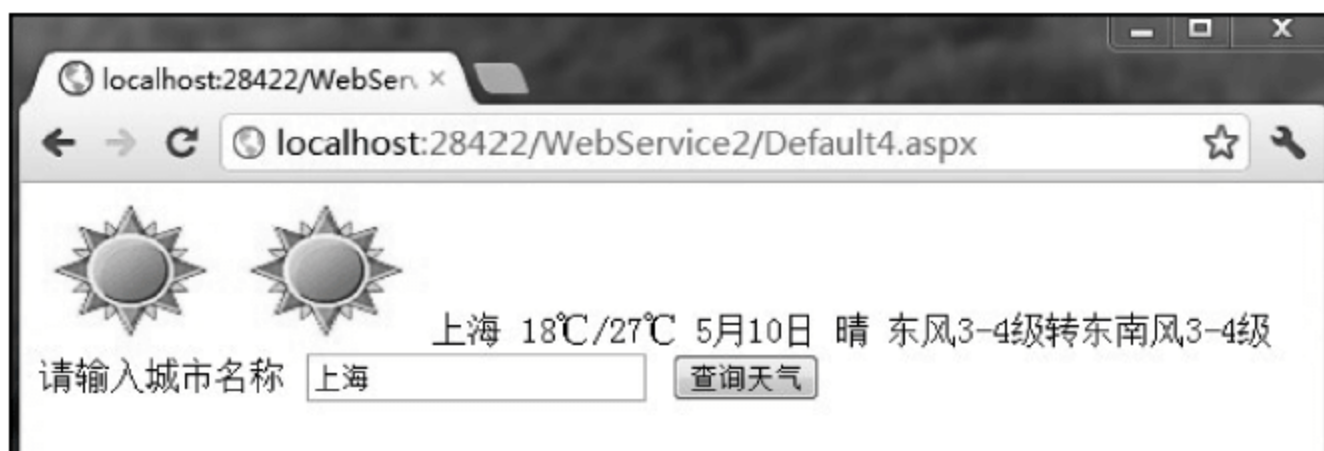 localhost:28422/WebSer
localhost:28422/WebService2/Default4.aspx
上海 18℃/27℃ 5月10日 晴 东风3-4级转东南风3-4级
请输入城市名称 上海 查询天气